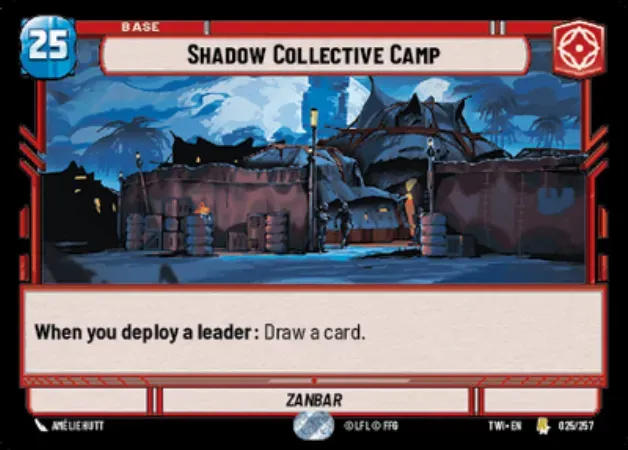 BASE
25
SHADOW COLLECTIVE CAMP
When you deploy a leader: Draw a card.
ZANBAR
AMÉLIE HUTT
© LFL © FFG
TWI • EN
025/257